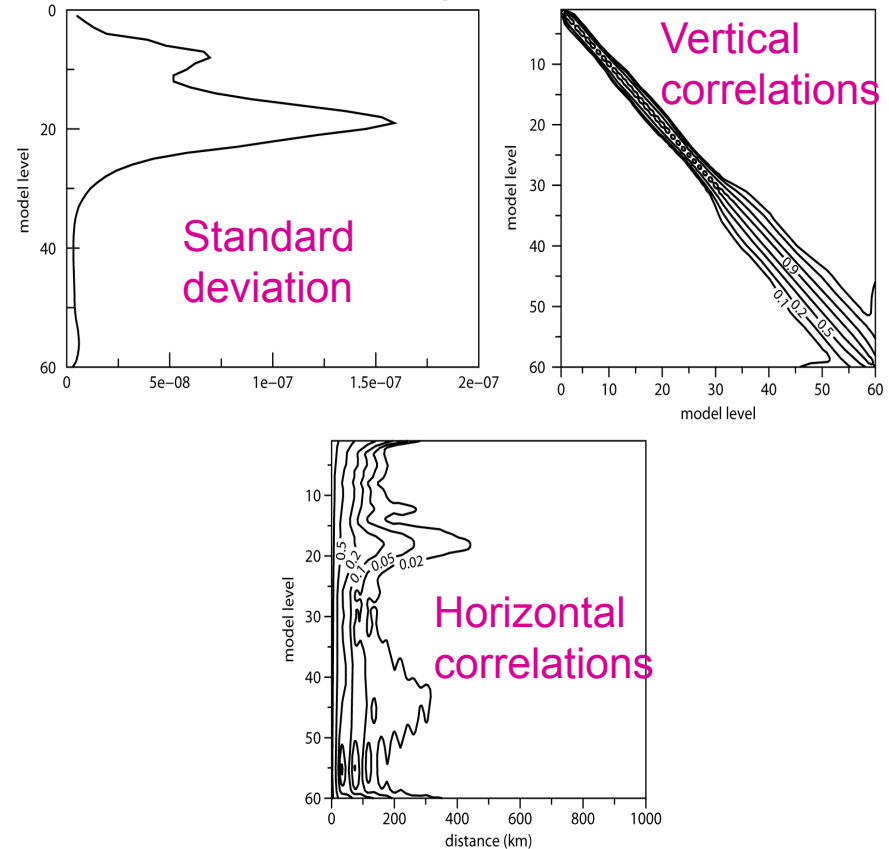 0
20
40
60
model level
0
5e−08
1e−07
1.5e−07
2e−07
Standard
deviation
10
20
30
40
50
60
model level
0
10
20
30
40
50
60
model level
Vertical
correlations
0.9
0.1
0.2
0.5
10
20
30
40
50
60
model level
0
200
400
600
800
1000
distance (km)
0.5
0.2
0.1
0.05
0.02
Horizontal
correlations